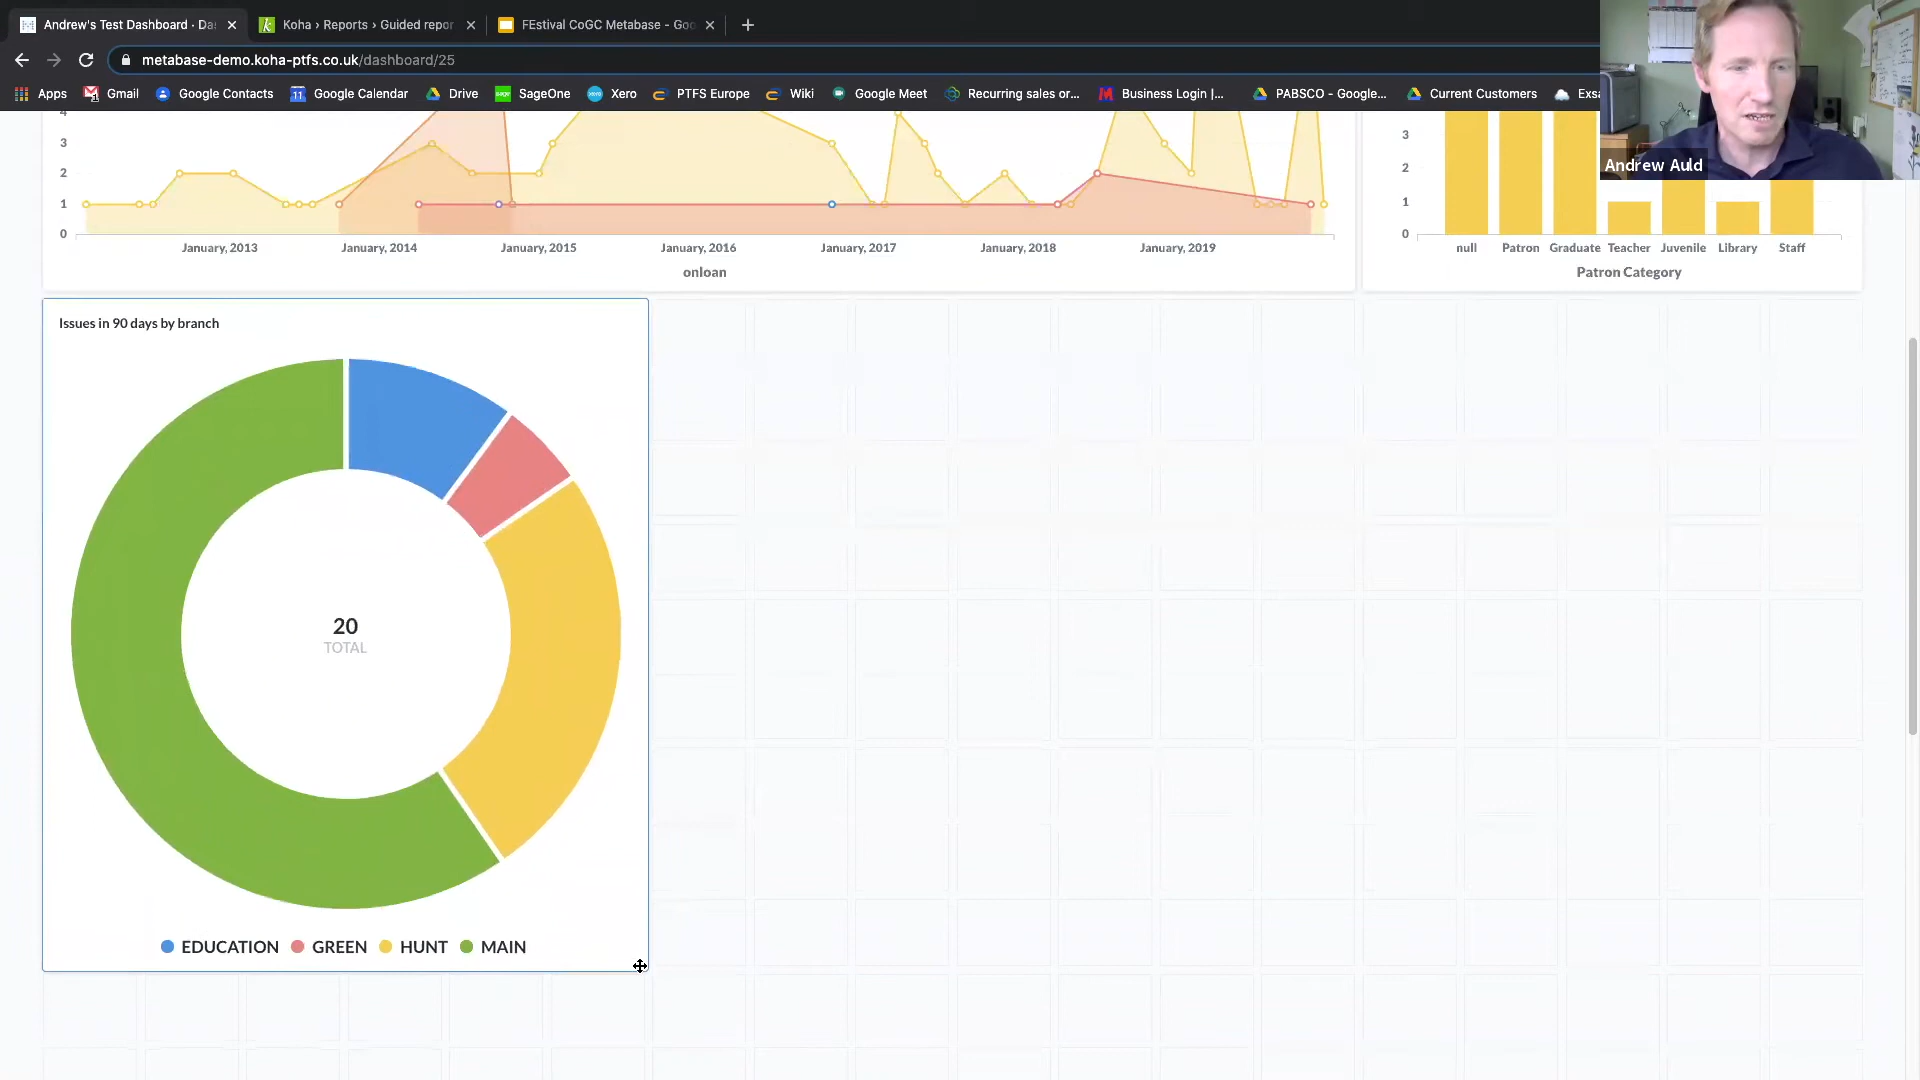 Andrew's Test Dashboard · Da
Koha › Reports › Guided repor
FEstival CoGC Metabase - Goo
metabase-demo.koha-ptfs.co.uk/dashboard/25
Apps Gmail Google Contacts Google Calendar Drive SageOne Xero PTFS Europe Wiki Google Meet Recurring sales or... Business Login |... PABSCO - Google... Current Customers Exsa
Andrew Auld
4
3
2
1
0
January, 2013 January, 2014 January, 2015 January, 2016 January, 2017 January, 2018 January, 2019
onloan
3
2
1
0
null Patron Graduate Teacher Juvenile Library Staff
Patron Category
Issues in 90 days by branch
20
TOTAL
EDUCATION GREEN HUNT MAIN